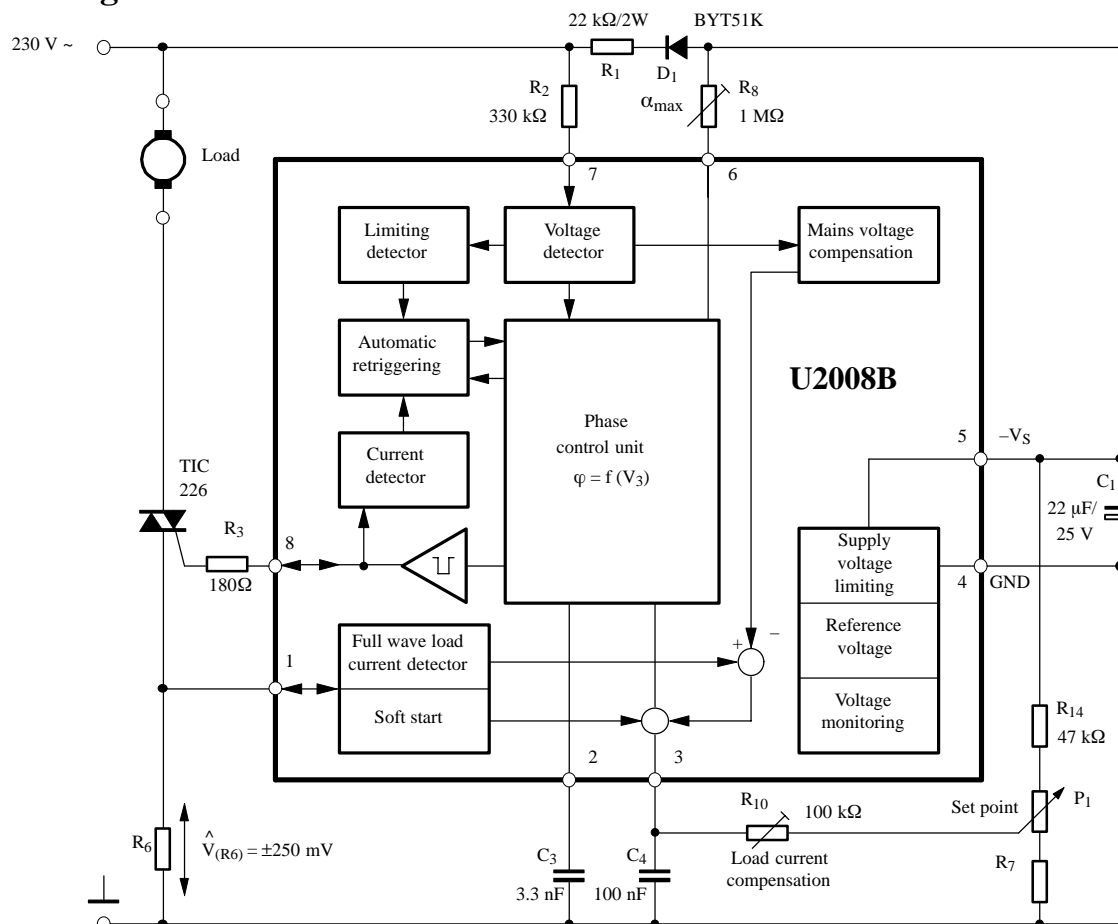 22 kΩ/2W
BYT51K
230 V ~
R1
D1
R2
330 kΩ
αmax
R8
1 MΩ
Load
7
6
Limiting
detector
Voltage
detector
Mains voltage
compensation
Automatic
retriggering
U2008B
Phase
control unit
φ = f (V3)
Current
detector
5
–VS
C1
22 µF/
25 V
TIC
226
R3
180Ω
8
Supply
voltage
limiting
4
GND
Full wave load
current detector
+
–
Reference
voltage
1
Soft start
Voltage
monitoring
R14
47 kΩ
2
3
R10
100 kΩ
Set point
P1
R6
^
V(R6) = ±250 mV
Load current
compensation
R7
C3
3.3 nF
C4
100 nF